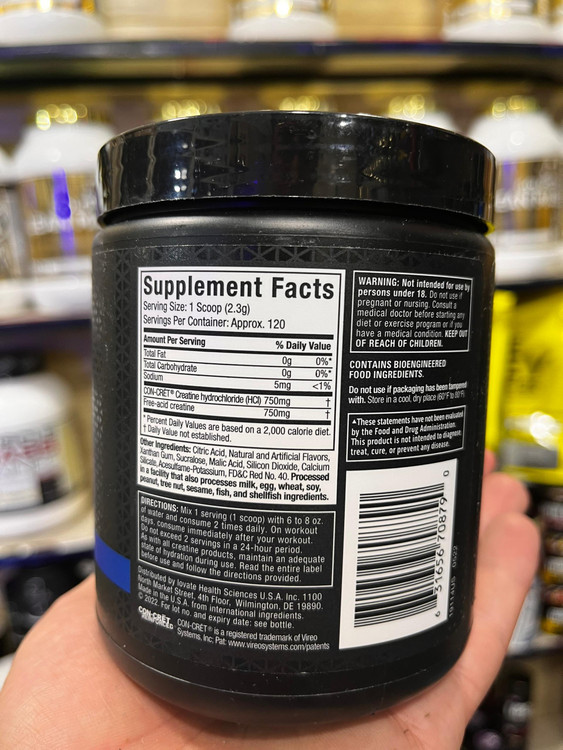 Supplement Facts
Serving Size: 1 Scoop (2.3g)
Servings Per Container: Approx. 120
Amount Per Serving % Daily Value
Total Fat 0g 0%*
Total Carbohydrate 0g 0%*
Sodium 5mg <1%
CON-CRĒT® Creatine hydrochloride (HCl) 750mg †
Free-acid creatine 750mg †
* Percent Daily Values are based on a 2,000 calorie diet.
† Daily Value not established.
Other Ingredients: Citric Acid, Natural and Artificial Flavors,
Xanthan Gum, Sucralose, Malic Acid, Silicon Dioxide, Calcium
Silicate, Acesulfame-Potassium, FD&C Red No. 40. Processed
in a facility that also processes milk, egg, wheat, soy,
peanut, tree nut, sesame, fish, and shellfish ingredients.
DIRECTIONS: Mix 1 serving (1 scoop) with 6 to 8 oz.
of water and consume 2 times daily. On workout
days, consume immediately after your workout.
Do not exceed 2 servings in a 24-hour period.
As with all creatine products, maintain an adequate
state of hydration during use. Read the entire label
before use and follow the directions provided.
Distributed by Iovate Health Sciences U.S.A. Inc. 1100
North Market Street, 4th Floor, Wilmington, DE 19890.
Made in the U.S.A. from international ingredients.
© 2022 For lot no. and expiry date: see bottle.
CON-CRĒT
CON-CRĒT® is a registered trademark of Vireo
Systems, Inc; Pat: www.vireosystems.com/patents
WARNING: Not intended for use by
persons under 18. Do not use if
pregnant or nursing. Consult a
medical doctor before starting any
diet or exercise program or if you
have a medical condition. KEEP OUT
OF REACH OF CHILDREN.
CONTAINS BIOENGINEERED
FOOD INGREDIENTS.
Do not use if packaging has been tampered
with. Store in a cool, dry place (60°F to 80°F).
▲These statements have not been evaluated
by the Food and Drug Administration.
This product is not intended to diagnose,
treat, cure, or prevent any disease.
6 31656 70879 0
19114US 0522